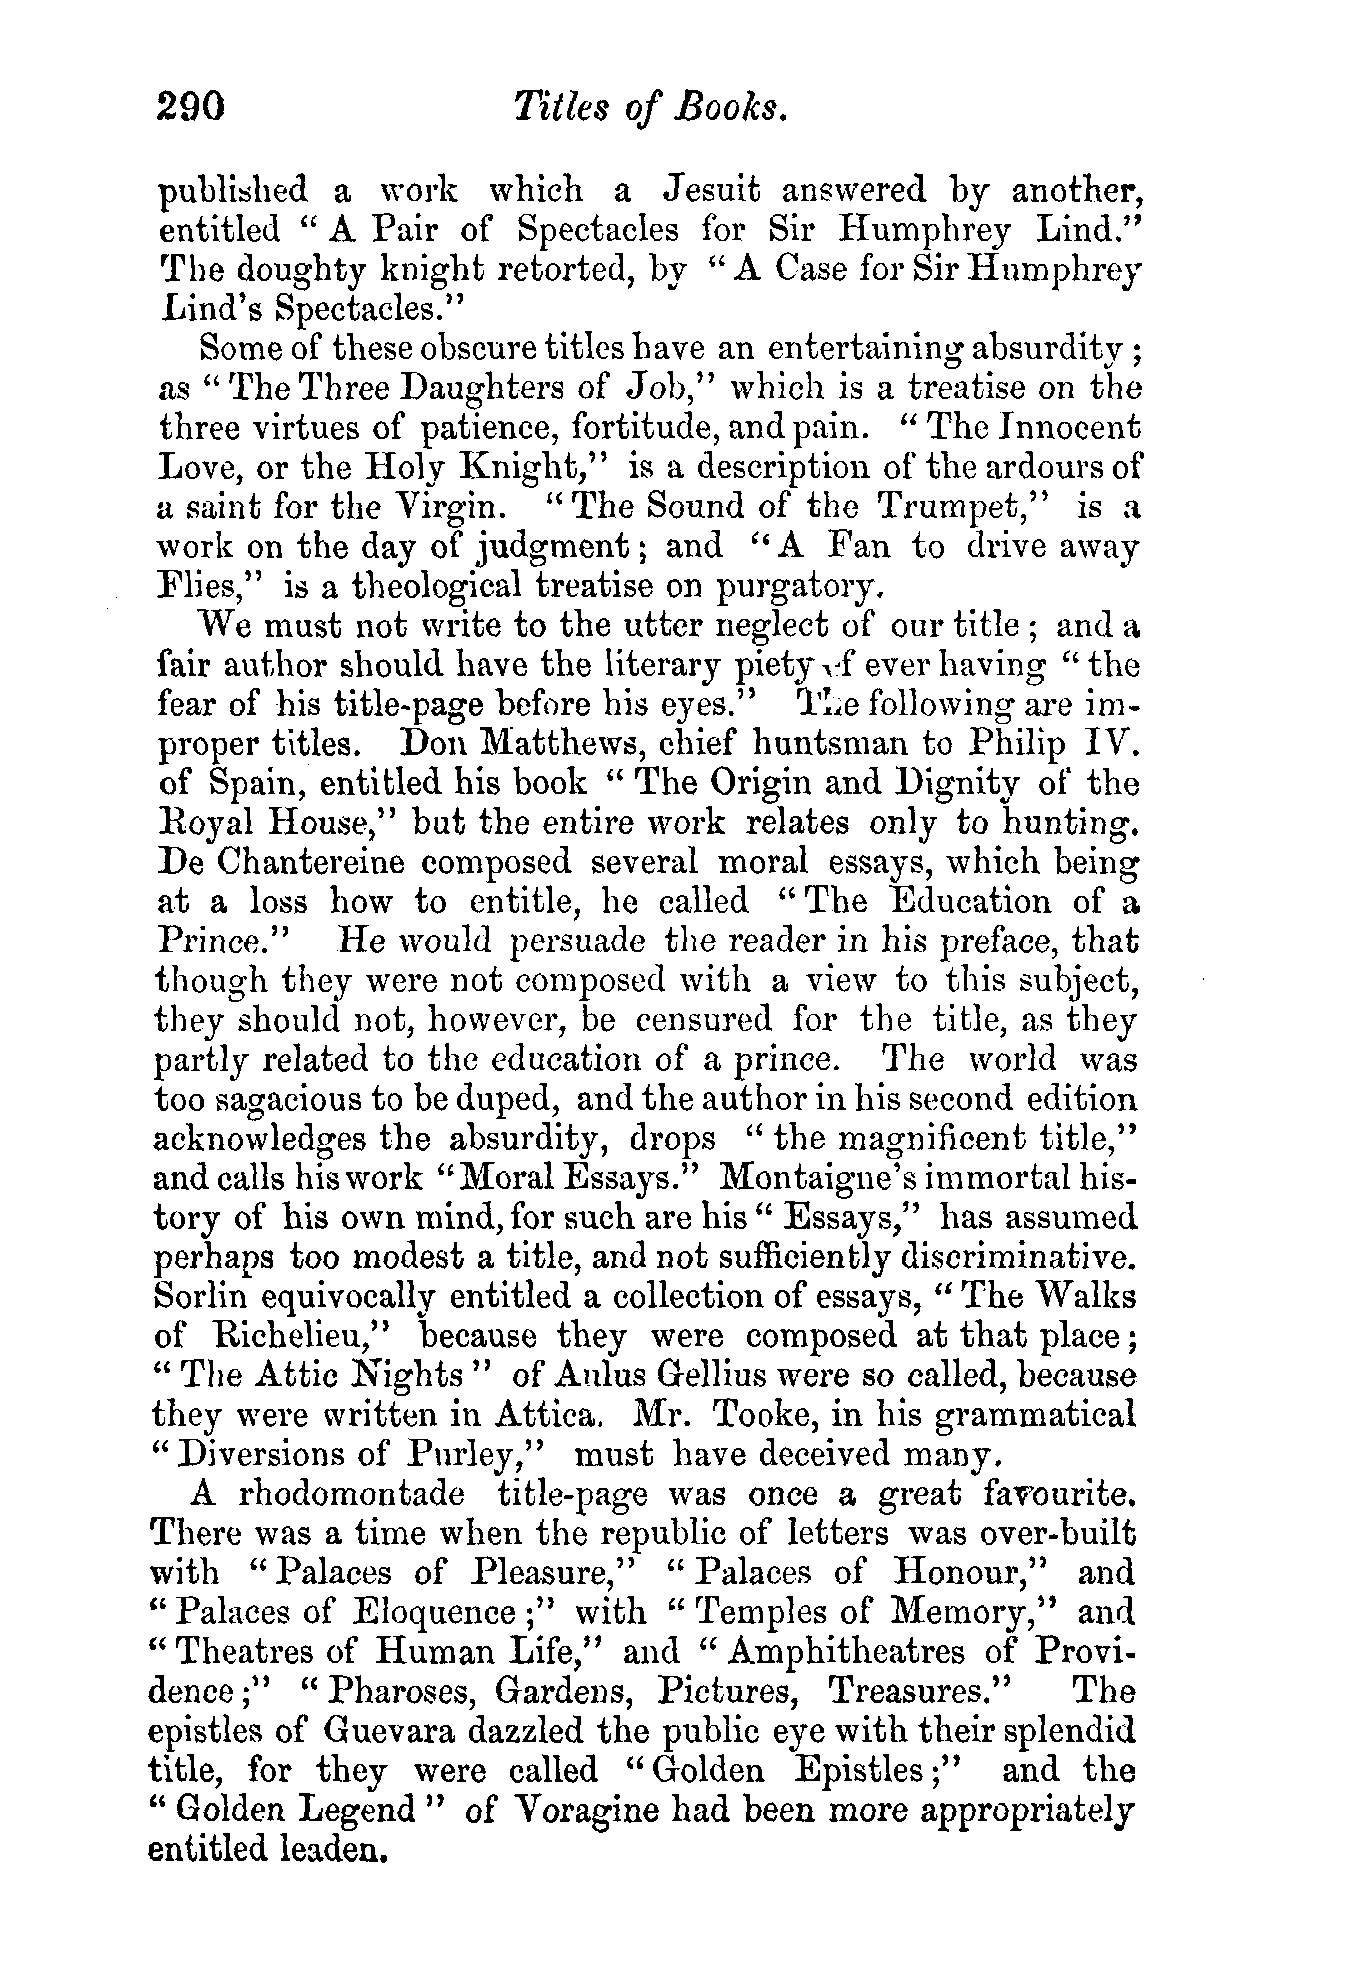 290 Titles of Books.
published a work which a Jesuit answered by another,
entitled “ A Pair of Spectacles for Sir Humphrey Lind.”
The doughty knight retorted, by “ A Case for Sir Humphrey
Lind’s Spectacles.”
Some of these obscure titles have an entertaining absurdity ;
as “ The Three Daughters of Job,” which is a treatise on the
three virtues of patience, fortitude, and pain. “ The Innocent
Love, or the Holy Knight,” is a description of the ardours of
a saint for the Virgin. “ The Sound of the Trumpet,” is a
work on the day of judgment ; and “ A Fan to drive away
Flies,” is a theological treatise on purgatory.
We must not write to the utter neglect of our title ; and a
fair author should have the literary piety of ever having “ the
fear of his title-page before his eyes.” The following are im-
proper titles. Don Matthews, chief huntsman to Philip IV.
of Spain, entitled his book “ The Origin and Dignity of the
Royal House,” but the entire work relates only to hunting.
De Chantereine composed several moral essays, which being
at a loss how to entitle, he called “ The Education of a
Prince.” He would persuade the reader in his preface, that
though they were not composed with a view to this subject,
they should not, however, be censured for the title, as they
partly related to the education of a prince. The world was
too sagacious to be duped, and the author in his second edition
acknowledges the absurdity, drops “ the magnificent title,”
and calls his work “ Moral Essays.” Montaigne’s immortal his-
tory of his own mind, for such are his “ Essays,” has assumed
perhaps too modest a title, and not sufficiently discriminative.
Sorlin equivocally entitled a collection of essays, “ The Walks
of Richelieu,” because they were composed at that place ;
“ The Attic Nights ” of Aulus Gellius were so called, because
they were written in Attica. Mr. Tooke, in his grammatical
“ Diversions of Purley,” must have deceived many.
A rhodomontade title-page was once a great favourite.
There was a time when the republic of letters was over-built
with “ Palaces of Pleasure,” “ Palaces of Honour,” and
“ Palaces of Eloquence ;” with “ Temples of Memory,” and
“ Theatres of Human Life,” and “ Amphitheatres of Provi-
dence ;” “ Pharoses, Gardens, Pictures, Treasures.” The
epistles of Guevara dazzled the public eye with their splendid
title, for they were called “ Golden Epistles ;” and the
“ Golden Legend ” of Voragine had been more appropriately
entitled leaden.